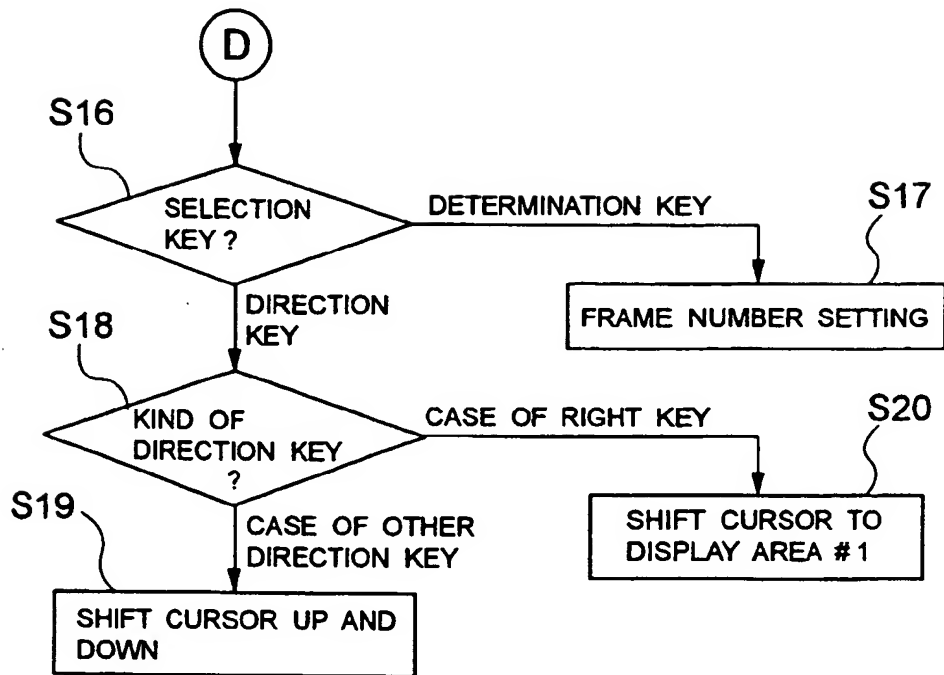 D
S16
SELECTION
KEY ?
DETERMINATION KEY
S17
FRAME NUMBER SETTING
DIRECTION
KEY
S18
KIND OF
DIRECTION KEY
?
CASE OF RIGHT KEY
S20
SHIFT CURSOR TO
DISPLAY AREA # 1
S19
CASE OF OTHER
DIRECTION KEY
SHIFT CURSOR UP AND
DOWN